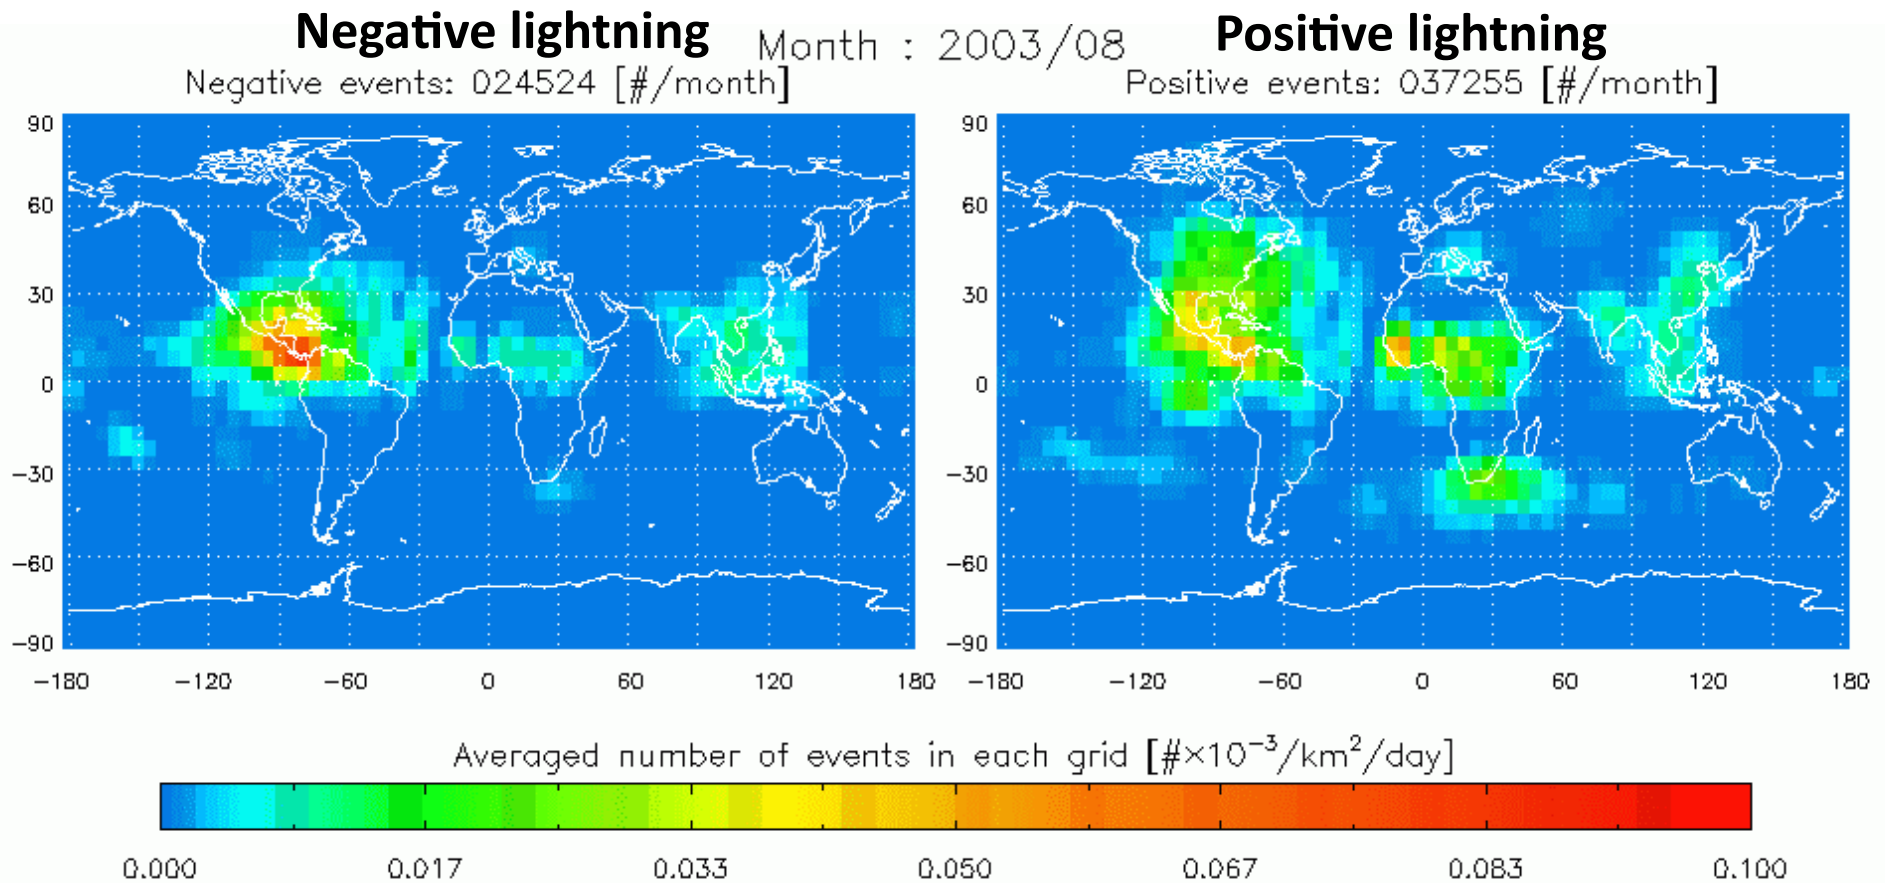 Negative lightning
Month : 2003/08
Positive lightning
Negative events: 024524 [#/month]
Positive events: 037255 [#/month]
90
60
30
0
−30
−60
−90
−180 −120 −60 0 60 120 180
90
60
30
0
−30
−60
−90
−180 −120 −60 0 60 120 180
Averaged number of events in each grid [#×10⁻³/km²/day]
0.000 0.017 0.033 0.050 0.067 0.083 0.100